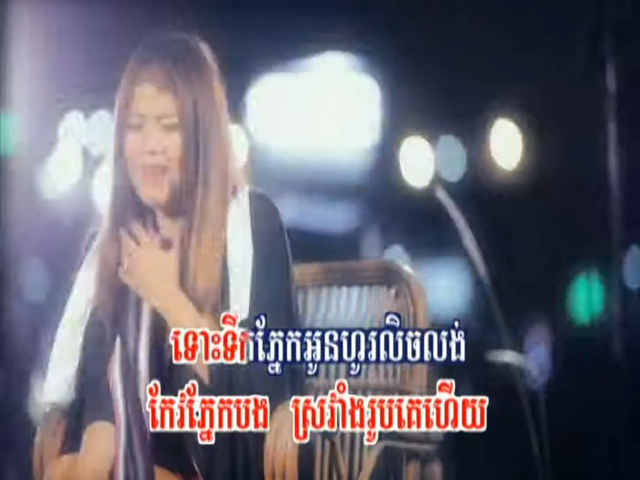 ទោះទឹកភ្នែកអូនហូរលិចលង់
កែវភ្នែកបង ស្រវាំងរូបគេហើយ